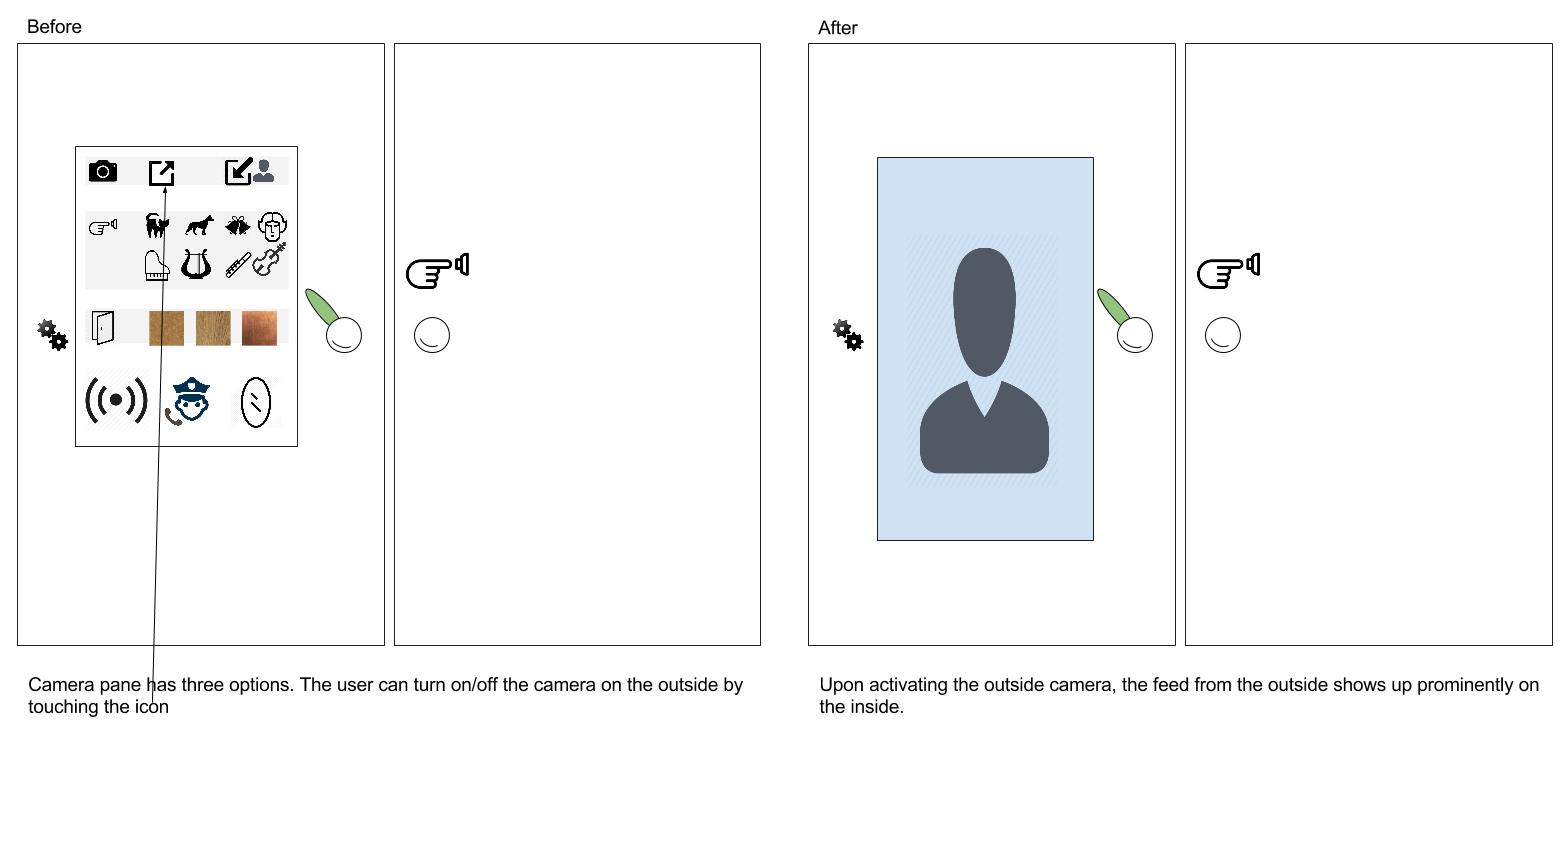 Before
After
Camera pane has three options. The user can turn on/off the camera on the outside by
touching the icon
Upon activating the outside camera, the feed from the outside shows up prominently on
the inside.